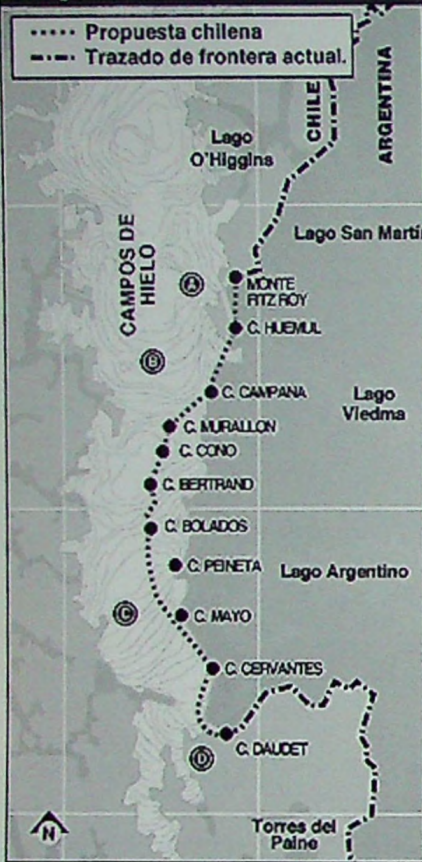 Propuesta chilena
Trazado de frontera actual.
CHILE
ARGENTINA
Lago
O'Higgins
Lago San Martí
CAMPOS DE
HIELO
A
MONTE
FITZ ROY
C. HUEMUL
B
C. CAMPANA
Lago
Viedma
C. MURALLON
C. CONO
C. BERTRAND
C. BOLADOS
C. PEINETA
Lago Argentino
C
C. MAYO
C. CERVANTES
C. DAUDET
D
N
Torres del
Paine